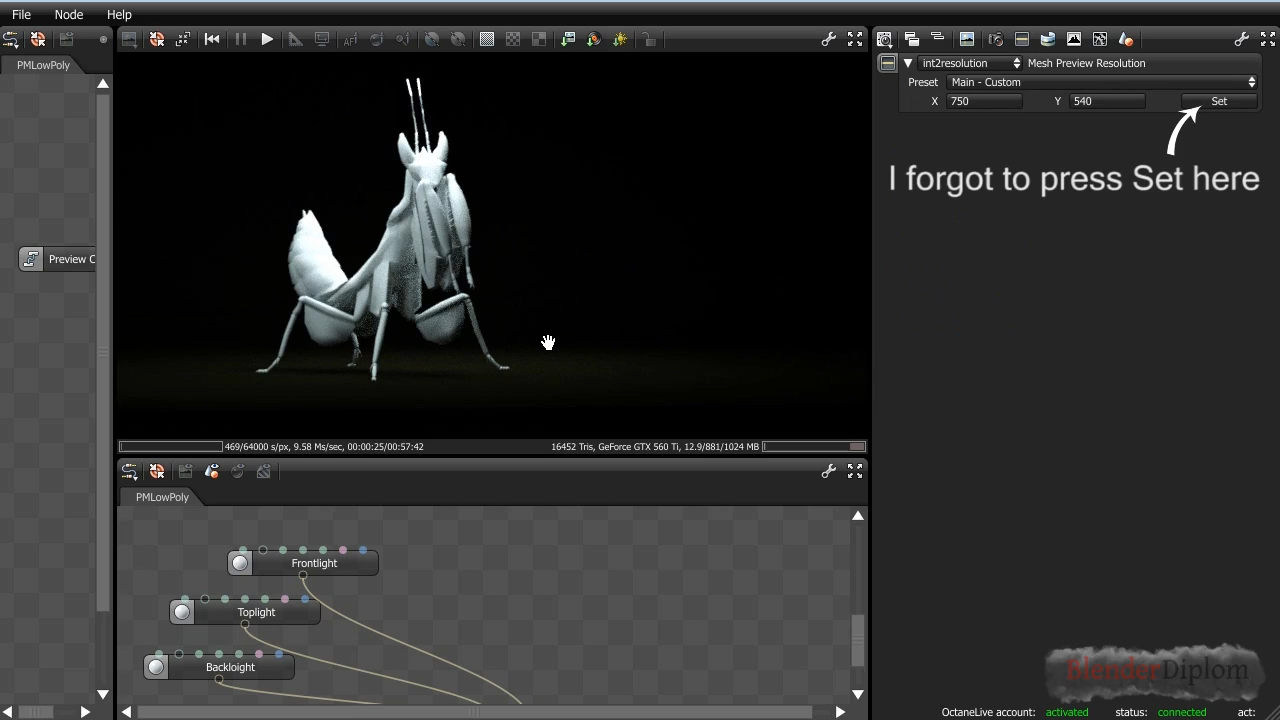 File Node Help
PMLowPoly
Preview C
469/64000 s/px, 9.58 Ms/sec, 00:00:25/00:57:42
16452 Tris, GeForce GTX 560 Ti, 12.9/881/1024 MB
PMLowPoly
Frontlight
Toplight
Backloight
int2resolution Mesh Preview Resolution
Preset Main - Custom
X 750 Y 540 Set
I forgot to press Set here
BlenderDiplom
OctaneLive account: activated status: connected act: